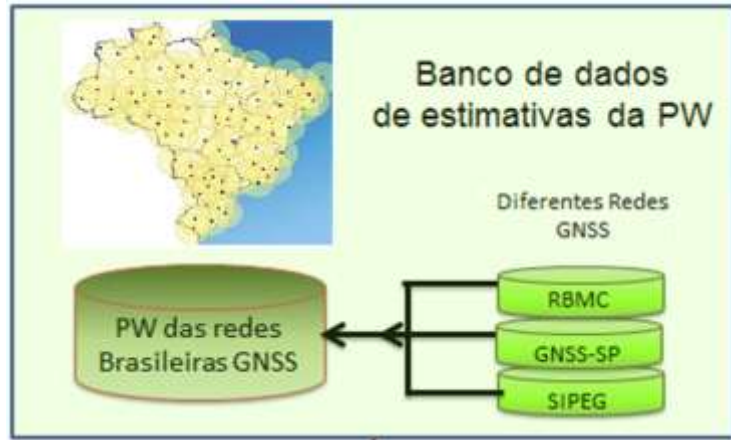 Banco de dados
de estimativas da PW
Diferentes Redes
GNSS
RBMC
GNSS-SP
SIPEG
PW das redes
Brasileiras GNSS